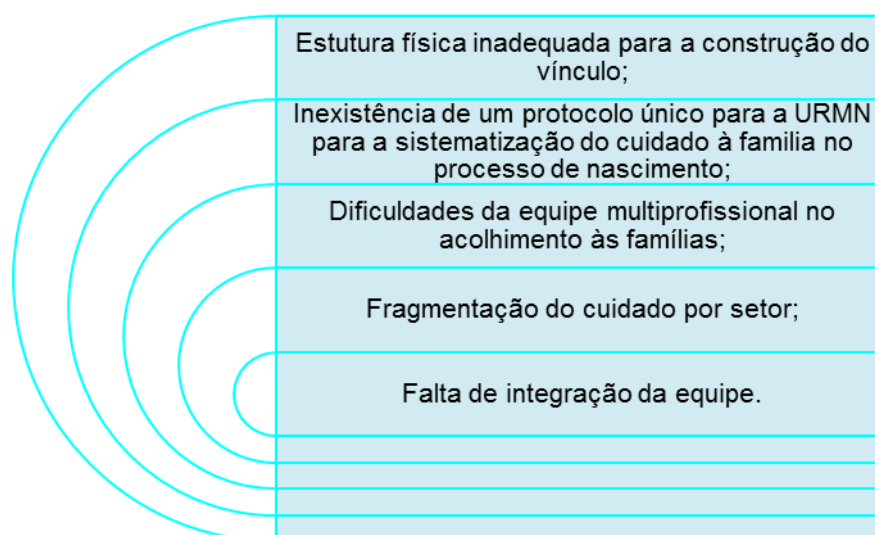 Estutura física inadequada para a construção do
vínculo;
Inexistência de um protocolo único para a URMN
para a sistematização do cuidado à familia no
processo de nascimento;
Dificuldades da equipe multiprofissional no
acolhimento às famílias;
Fragmentação do cuidado por setor;
Falta de integração da equipe.